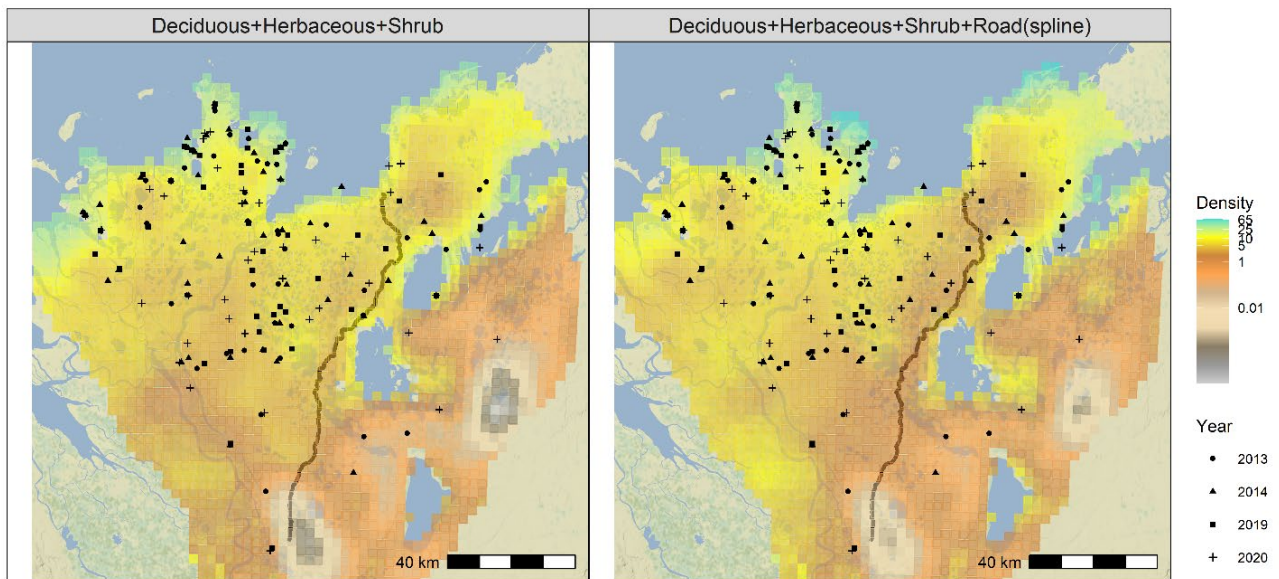 Deciduous+Herbaceous+Shrub
Deciduous+Herbaceous+Shrub+Road(spline)
40 km
40 km
Density
65
25
10
5
1
0.01
Year
2013
2014
2019
2020